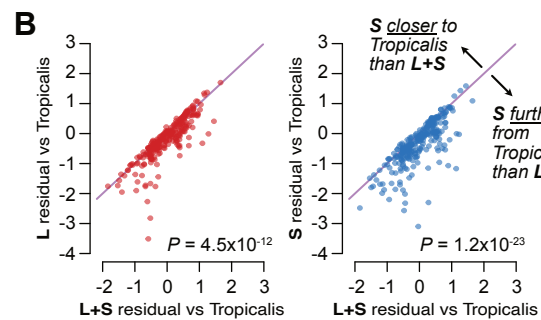 B
S closer to
Tropicalis
than L+S
3
2
1
0
-1
-2
-3
-4
L residual vs Tropicalis
P = 4.5x10-12
-2 -1 0 1 2 3
L+S residual vs Tropicalis
3
2
1
0
-1
-2
-3
-4
S residual vs Tropicalis
S
from
than
P = 1.2x10-23
-2 -1 0 1 2 3
L+S residual vs Tropicalis